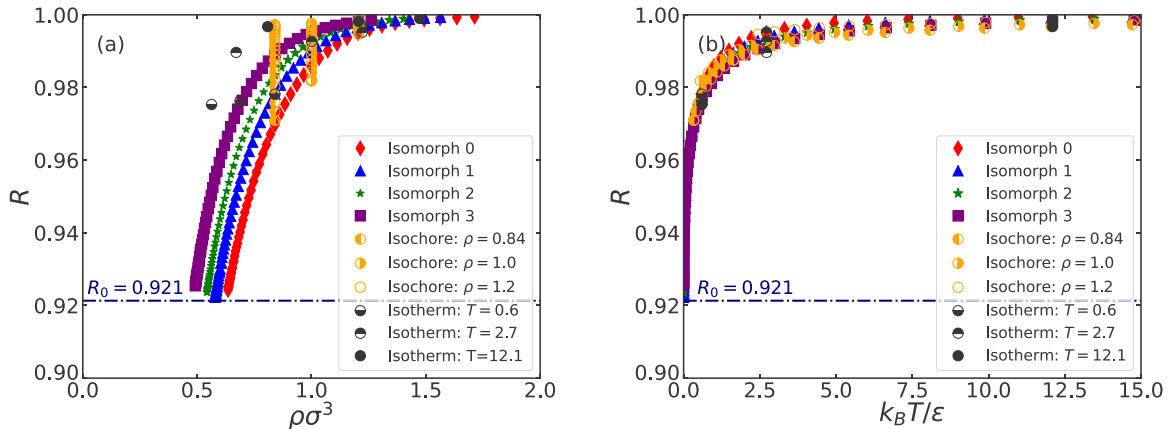 (a)
R
1.00
0.98
0.96
0.94
0.92
0.90
R₀ = 0.921
Isomorph 0
Isomorph 1
Isomorph 2
Isomorph 3
Isochore: ρ = 0.84
Isochore: ρ = 1.0
Isochore: ρ = 1.2
Isotherm: T = 0.6
Isotherm: T = 2.7
Isotherm: T=12.1
0.0 0.5 1.0 1.5 2.0
ρσ³
(b)
R
1.00
0.98
0.96
0.94
0.92
0.90
R₀ = 0.921
Isomorph 0
Isomorph 1
Isomorph 2
Isomorph 3
Isochore: ρ = 0.84
Isochore: ρ = 1.0
Isochore: ρ = 1.2
Isotherm: T = 0.6
Isotherm: T = 2.7
Isotherm: T=12.1
0.0 2.5 5.0 7.5 10.0 12.5 15.0
k_BT/ε